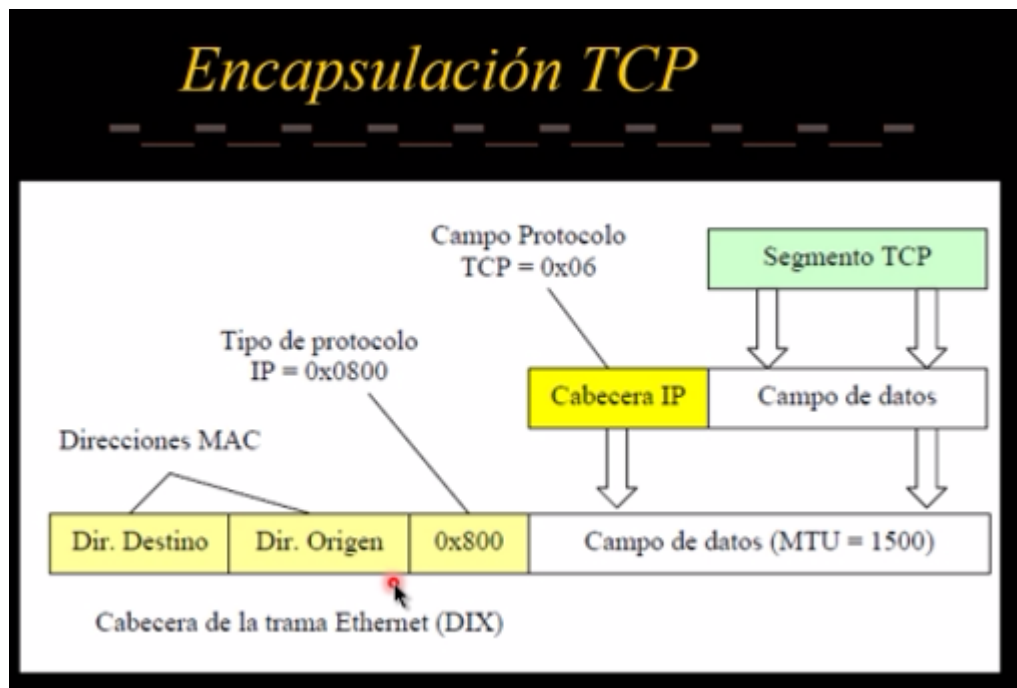 Encapsulación TCP
Campo Protocolo
TCP = 0x06
Segmento TCP
Tipo de protocolo
IP = 0x0800
Cabecera IP
Campo de datos
Direcciones MAC
Dir. Destino
Dir. Origen
0x800
Campo de datos (MTU = 1500)
Cabecera de la trama Ethernet (DIX)